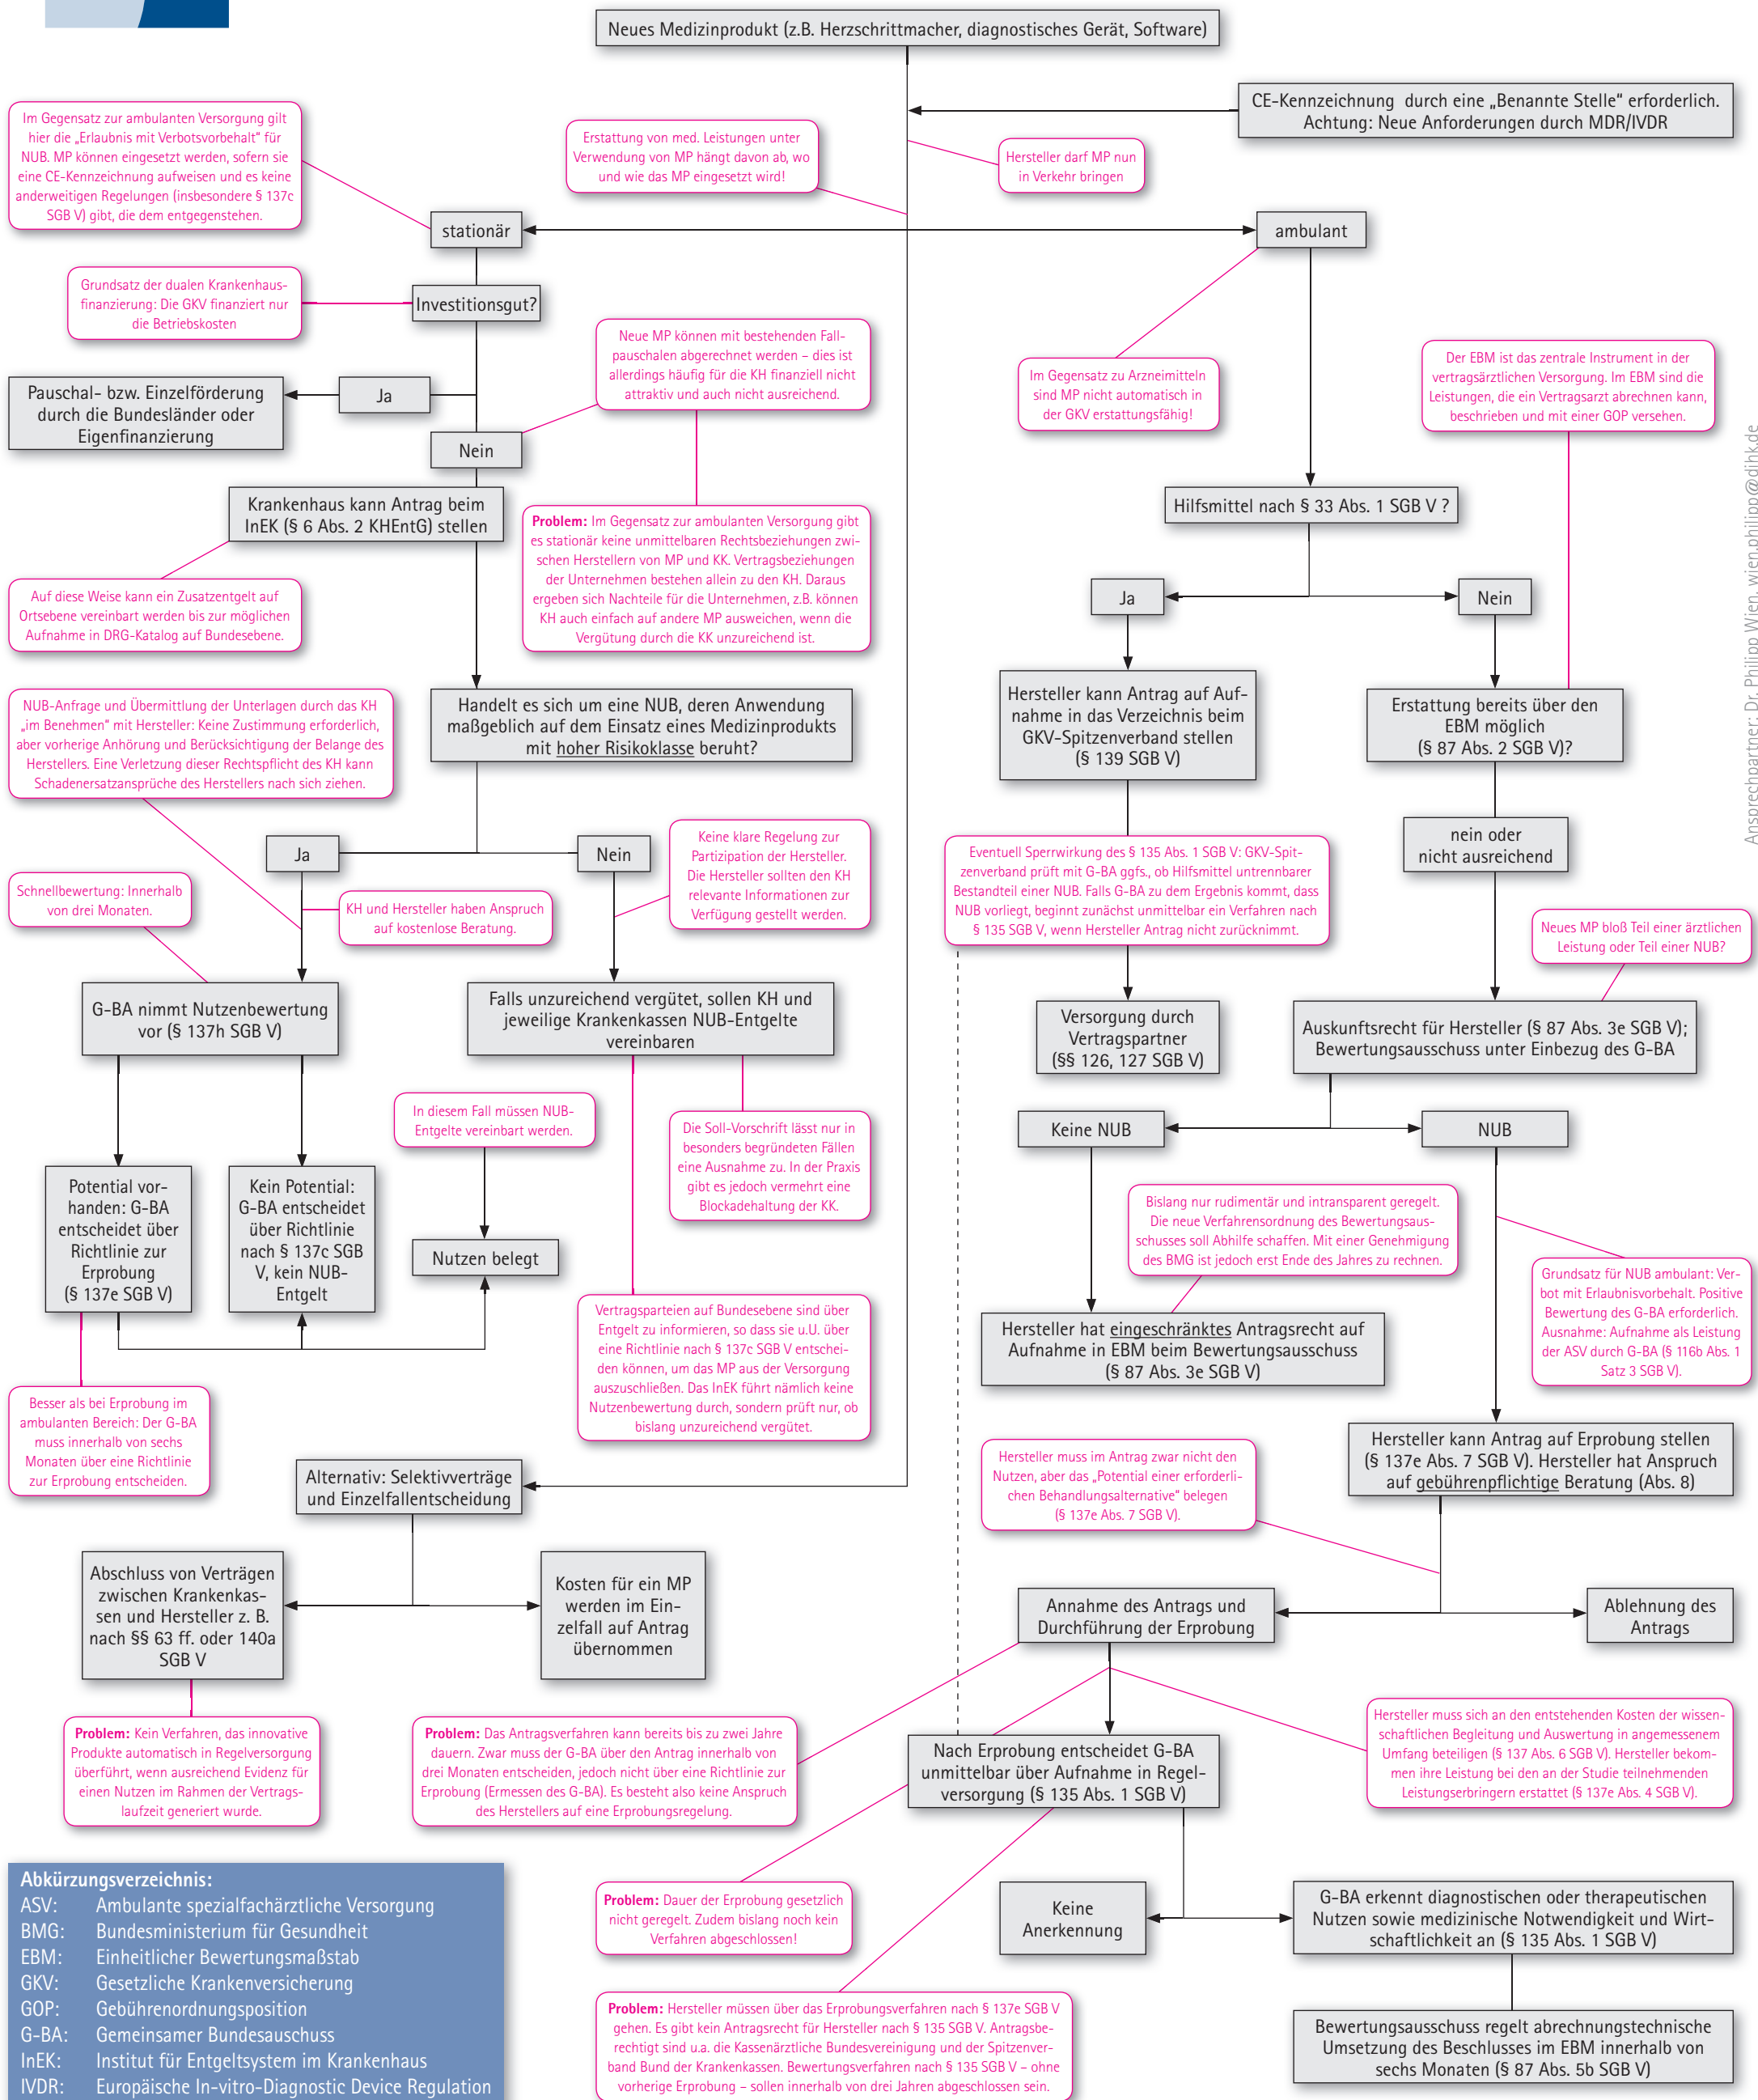 Neues Medizinprodukt (z.B. Herzschrittmacher, diagnostisches Gerät, Software)
CE-Kennzeichnung durch eine „Benannte Stelle“ erforderlich.
Achtung: Neue Anforderungen durch MDR/IVDR
Im Gegensatz zur ambulanten Versorgung gilt
hier die „Erlaubnis mit Verbotsvorbehalt“ für
NUB. MP können eingesetzt werden, sofern sie
eine CE-Kennzeichnung aufweisen und es keine
anderweitigen Regelungen (insbesondere § 137c
SGB V) gibt, die dem entgegenstehen.
Erstattung von med. Leistungen unter
Verwendung von MP hängt davon ab, wo
und wie das MP eingesetzt wird!
Hersteller darf MP nun
in Verkehr bringen
stationär
ambulant
Grundsatz der dualen Krankenhaus-
finanzierung: Die GKV finanziert nur
die Betriebskosten
Investitionsgut?
Neue MP können mit bestehenden Fall-
pauschalen abgerechnet werden – dies ist
allerdings häufig für die KH finanziell nicht
attraktiv und auch nicht ausreichend.
Im Gegensatz zu Arzneimitteln
sind MP nicht automatisch in
der GKV erstattungsfähig!
Der EBM ist das zentrale Instrument in der
vertragsärztlichen Versorgung. Im EBM sind die
Leistungen, die ein Vertragsarzt abrechnen kann,
beschrieben und mit einer GOP versehen.
Pauschal- bzw. Einzelförderung
durch die Bundesländer oder
Eigenfinanzierung
Ja
Nein
Krankenhaus kann Antrag beim
InEK (§ 6 Abs. 2 KHEntG) stellen
Problem: Im Gegensatz zur ambulanten Versorgung gibt
es stationär keine unmittelbaren Rechtsbeziehungen zwi-
schen Herstellern von MP und KK. Vertragsbeziehungen
der Unternehmen bestehen allein zu den KH. Daraus
ergeben sich Nachteile für die Unternehmen, z.B. können
KH auch einfach auf andere MP ausweichen, wenn die
Vergütung durch die KK unzureichend ist.
Hilfsmittel nach § 33 Abs. 1 SGB V ?
Auf diese Weise kann ein Zusatzentgelt auf
Ortsebene vereinbart werden bis zur möglichen
Aufnahme in DRG-Katalog auf Bundesebene.
Ja
Nein
NUB-Anfrage und Übermittlung der Unterlagen durch das KH
„im Benehmen“ mit Hersteller: Keine Zustimmung erforderlich,
aber vorherige Anhörung und Berücksichtigung der Belange des
Herstellers. Eine Verletzung dieser Rechtspflicht des KH kann
Schadenersatzansprüche des Herstellers nach sich ziehen.
Handelt es sich um eine NUB, deren Anwendung
maßgeblich auf dem Einsatz eines Medizinprodukts
mit hoher Risikoklasse beruht?
Hersteller kann Antrag auf Auf-
nahme in das Verzeichnis beim
GKV-Spitzenverband stellen
(§ 139 SGB V)
Erstattung bereits über den
EBM möglich
(§ 87 Abs. 2 SGB V)?
Ja
Nein
Keine klare Regelung zur
Partizipation der Hersteller.
Die Hersteller sollten den KH
relevante Informationen zur
Verfügung gestellt werden.
nein oder
nicht ausreichend
Eventuell Sperrwirkung des § 135 Abs. 1 SGB V: GKV-Spit-
zenverband prüft mit G-BA ggfs., ob Hilfsmittel untrennbarer
Bestandteil einer NUB. Falls G-BA zu dem Ergebnis kommt, dass
NUB vorliegt, beginnt zunächst unmittelbar ein Verfahren nach
§ 135 SGB V, wenn Hersteller Antrag nicht zurücknimmt.
Schnellbewertung: Innerhalb
von drei Monaten.
KH und Hersteller haben Anspruch
auf kostenlose Beratung.
Neues MP bloß Teil einer ärztlichen
Leistung oder Teil einer NUB?
G-BA nimmt Nutzenbewertung
vor (§ 137h SGB V)
Falls unzureichend vergütet, sollen KH und
jeweilige Krankenkassen NUB-Entgelte
vereinbaren
Versorgung durch
Vertragspartner
(§§ 126, 127 SGB V)
Auskunftsrecht für Hersteller (§ 87 Abs. 3e SGB V);
Bewertungsausschuss unter Einbezug des G-BA
In diesem Fall müssen NUB-
Entgelte vereinbart werden.
Die Soll-Vorschrift lässt nur in
besonders begründeten Fällen
eine Ausnahme zu. In der Praxis
gibt es jedoch vermehrt eine
Blockadehaltung der KK.
Keine NUB
NUB
Potential vor-
handen: G-BA
entscheidet über
Richtlinie zur
Erprobung
(§ 137e SGB V)
Kein Potential:
G-BA entscheidet
über Richtlinie
nach § 137c SGB
V, kein NUB-
Entgelt
Nutzen belegt
Bislang nur rudimentär und intransparent geregelt.
Die neue Verfahrensordnung des Bewertungsaus-
schusses soll Abhilfe schaffen. Mit einer Genehmigung
des BMG ist jedoch erst Ende des Jahres zu rechnen.
Grundsatz für NUB ambulant: Ver-
bot mit Erlaubnisvorbehalt. Positive
Bewertung des G-BA erforderlich.
Ausnahme: Aufnahme als Leistung
der ASV durch G-BA (§ 116b Abs. 1
Satz 3 SGB V).
Vertragsparteien auf Bundesebene sind über
Entgelt zu informieren, so dass sie u.U. über
eine Richtlinie nach § 137c SGB V entschei-
den können, um das MP aus der Versorgung
auszuschließen. Das InEK führt nämlich keine
Nutzenbewertung durch, sondern prüft nur, ob
bislang unzureichend vergütet.
Hersteller hat eingeschränktes Antragsrecht auf
Aufnahme in EBM beim Bewertungsausschuss
(§ 87 Abs. 3e SGB V)
Besser als bei Erprobung im
ambulanten Bereich: Der G-BA
muss innerhalb von sechs
Monaten über eine Richtlinie
zur Erprobung entscheiden.
Alternativ: Selektivverträge
und Einzelfallentscheidung
Hersteller muss im Antrag zwar nicht den
Nutzen, aber das „Potential einer erforderli-
chen Behandlungsalternative“ belegen
(§ 137e Abs. 7 SGB V).
Hersteller kann Antrag auf Erprobung stellen
(§ 137e Abs. 7 SGB V). Hersteller hat Anspruch
auf gebührenpflichtige Beratung (Abs. 8)
Abschluss von Verträgen
zwischen Krankenkas-
sen und Hersteller z. B.
nach §§ 63 ff. oder 140a
SGB V
Kosten für ein MP
werden im Ein-
zelfall auf Antrag
übernommen
Annahme des Antrags und
Durchführung der Erprobung
Ablehnung des
Antrags
Problem: Kein Verfahren, das innovative
Produkte automatisch in Regelversorgung
überführt, wenn ausreichend Evidenz für
einen Nutzen im Rahmen der Vertrags-
laufzeit generiert wurde.
Problem: Das Antragsverfahren kann bereits bis zu zwei Jahre
dauern. Zwar muss der G-BA über den Antrag innerhalb von
drei Monaten entscheiden, jedoch nicht über eine Richtlinie zur
Erprobung (Ermessen des G-BA). Es besteht also keine Anspruch
des Herstellers auf eine Erprobungsregelung.
Nach Erprobung entscheidet G-BA
unmittelbar über Aufnahme in Regel-
versorgung (§ 135 Abs. 1 SGB V)
Hersteller muss sich an den entstehenden Kosten der wissen-
schaftlichen Begleitung und Auswertung in angemessenem
Umfang beteiligen (§ 137 Abs. 6 SGB V). Hersteller bekom-
men ihre Leistung bei den an der Studie teilnehmenden
Leistungserbringern erstattet (§ 137e Abs. 4 SGB V).
Problem: Dauer der Erprobung gesetzlich
nicht geregelt. Zudem bislang noch kein
Verfahren abgeschlossen!
Keine
Anerkennung
G-BA erkennt diagnostischen oder therapeutischen
Nutzen sowie medizinische Notwendigkeit und Wirt-
schaftlichkeit an (§ 135 Abs. 1 SGB V)
Problem: Hersteller müssen über das Erprobungsverfahren nach § 137e SGB V
gehen. Es gibt kein Antragsrecht für Hersteller nach § 135 SGB V. Antragsbe-
rechtigt sind u.a. die Kassenärztliche Bundesvereinigung und der Spitzenver-
band Bund der Krankenkassen. Bewertungsverfahren nach § 135 SGB V – ohne
vorherige Erprobung – sollen innerhalb von drei Jahren abgeschlossen sein.
Bewertungsausschuss regelt abrechnungstechnische
Umsetzung des Beschlusses im EBM innerhalb von
sechs Monaten (§ 87 Abs. 5b SGB V)
Abkürzungsverzeichnis:
ASV: Ambulante spezialfachärztliche Versorgung
BMG: Bundesministerium für Gesundheit
EBM: Einheitlicher Bewertungsmaßstab
GKV: Gesetzliche Krankenversicherung
GOP: Gebührenordnungsposition
G-BA: Gemeinsamer Bundesauschuss
InEK: Institut für Entgeltsystem im Krankenhaus
IVDR: Europäische In-vitro-Diagnostic Device Regulation
Ansprechpartner: Dr. Philipp Wien, wien.philipp@dihk.de